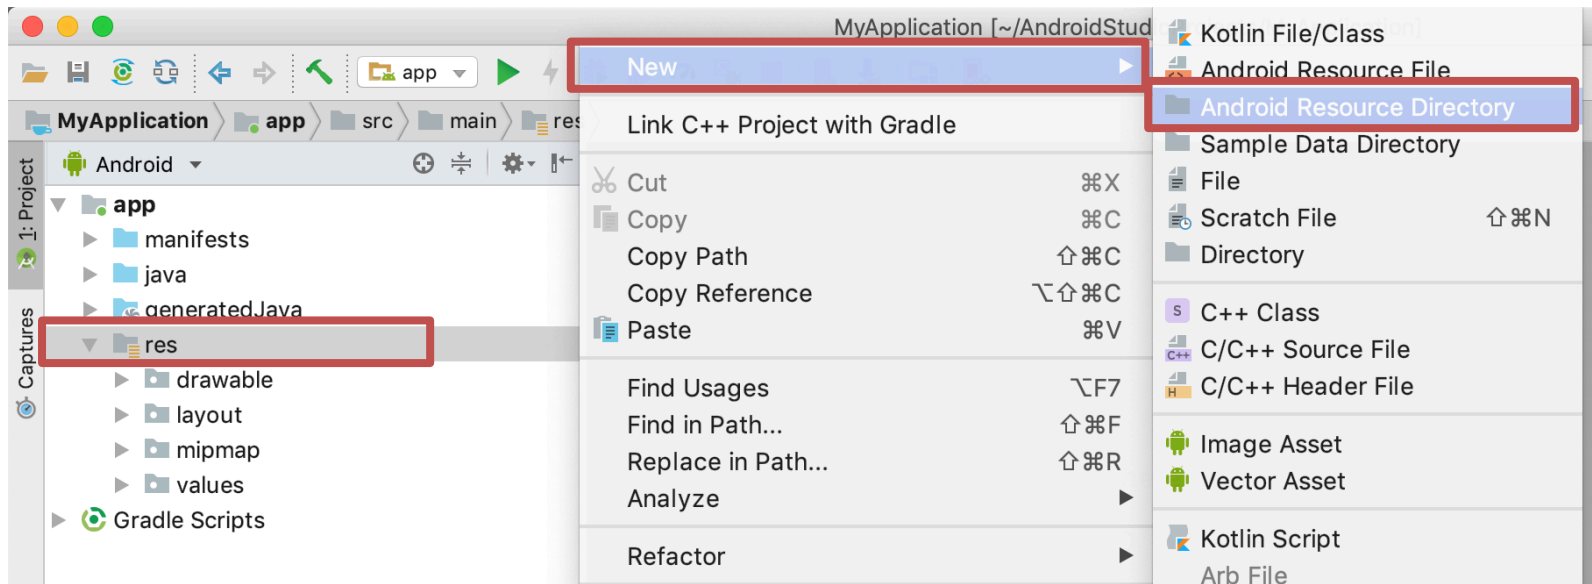 MyApplication [~/AndroidStud
app
MyApplication
app
src
main
res
1: Project
Captures
Android
app
manifests
java
generatedJava
res
drawable
layout
mipmap
values
Gradle Scripts
New
Link C++ Project with Gradle
Cut ⌘X
Copy ⌘C
Copy Path ⇧⌘C
Copy Reference ⌥⇧⌘C
Paste ⌘V
Find Usages ⌥F7
Find in Path... ⇧⌘F
Replace in Path... ⇧⌘R
Analyze
Refactor
Kotlin File/Class
Android Resource File
Android Resource Directory
Sample Data Directory
File
Scratch File ⇧⌘N
Directory
S C++ Class
C++ C/C++ Source File
H C/C++ Header File
Image Asset
Vector Asset
Kotlin Script
Arb File